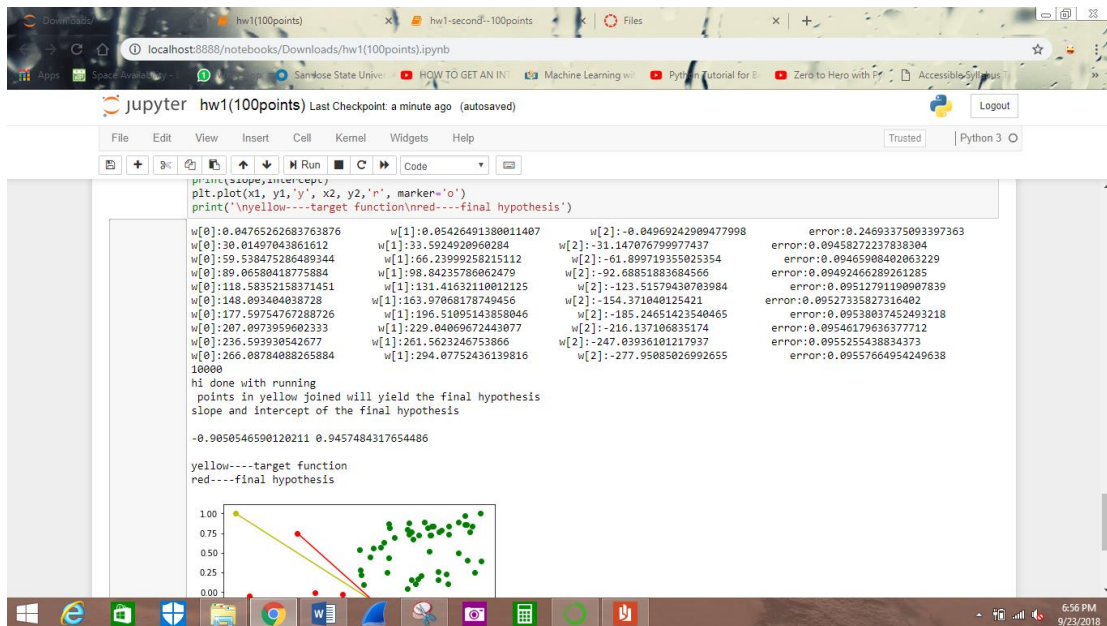 Downloads/
hw1(100points)
hw1-second--100points
Files
localhost:8888/notebooks/Downloads/hw1(100points).ipynb
Apps
HOW TO GET AN INT
Machine Learning wit
Zero to Hero with P
Accessible Syllabus T
jupyter hw1(100points) Last Checkpoint: a minute ago (autosaved)
Logout
File Edit View Insert Cell Kernel Widgets Help
Trusted Python 3
Run Code
print(slope,intercept)
plt.plot(x1, y1,'y', x2, y2,'r', marker='o')
print('\nyellow----target function\nred----final hypothesis')
w[0]:0.04765262683763876 w[1]:0.05426491380011407 w[2]:-0.04969242909477998 error:0.24693375093397363
w[0]:30.01497043861612 w[1]:33.5924920960284 w[2]:-31.147076799977437 error:0.09458272237838304
w[0]:59.538475286489344 w[1]:66.23999258215112 w[2]:-61.899719355025354 error:0.09465908402063229
w[0]:89.06580418775884 w[1]:98.84235786062479 w[2]:-92.68851883684566 error:0.09492466289261285
w[0]:118.58352158371451 w[1]:131.41632110012125 w[2]:-123.51579430703984 error:0.09512791190907839
w[0]:148.093404038728 w[1]:163.97068178749456 w[2]:-154.371040125421 error:0.09527335827316402
w[0]:177.59754767288726 w[1]:196.51095143858046 w[2]:-185.24651423540465 error:0.09538037452493218
w[0]:207.0973959602333 w[1]:229.04069672443077 w[2]:-216.137106835174 error:0.09546179636377712
w[0]:236.593930542677 w[1]:261.5623246753866 w[2]:-247.03936101217937 error:0.0955255438834373
w[0]:266.08784088265884 w[1]:294.07752436139816 w[2]:-277.95085026992655 error:0.09557664954249638
10000
hi done with running
points in yellow joined will yield the final hypothesis
slope and intercept of the final hypothesis
-0.9050546590120211 0.9457484317654486
yellow----target function
red----final hypothesis
1.00
0.75
0.50
0.25
0.00
6:56 PM
9/23/2018